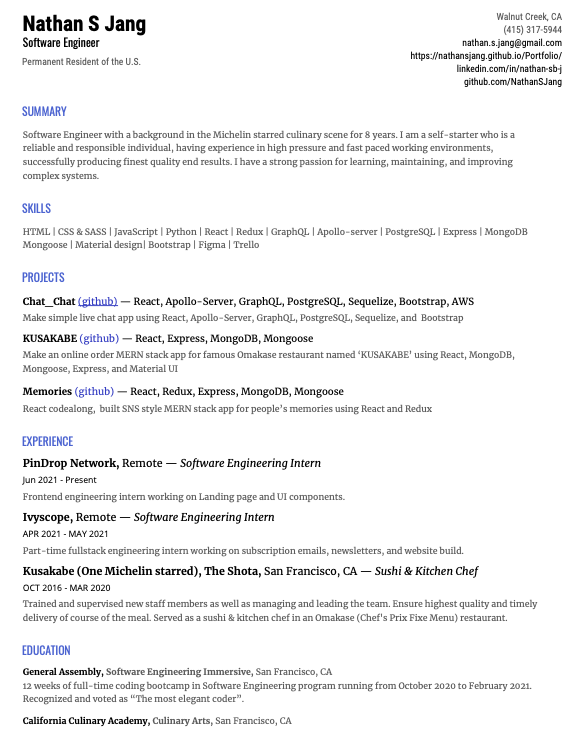 Nathan S Jang
Software Engineer
Permanent Resident of the U.S.
Walnut Creek, CA
(415) 317-5944
nathan.s.jang@gmail.com
https://nathansjang.github.io/Portfolio/
linkedin.com/in/nathan-sb-j
github.com/NathanSJang
SUMMARY
Software Engineer with a background in the Michelin starred culinary scene for 8 years. I am a self-starter who is a
reliable and responsible individual, having experience in high pressure and fast paced working environments,
successfully producing finest quality end results. I have a strong passion for learning, maintaining, and improving
complex systems.
SKILLS
HTML | CSS & SASS | JavaScript | Python | React | Redux | GraphQL | Apollo-server | PostgreSQL | Express | MongoDB
Mongoose | Material design| Bootstrap | Figma | Trello
PROJECTS
Chat_Chat (github) — React, Apollo-Server, GraphQL, PostgreSQL, Sequelize, Bootstrap, AWS
Make simple live chat app using React, Apollo-Server, GraphQL, PostgreSQL, Sequelize, and Bootstrap
KUSAKABE (github) — React, Express, MongoDB, Mongoose
Make an online order MERN stack app for famous Omakase restaurant named ‘KUSAKABE’ using React, MongoDB,
Mongoose, Express, and Material UI
Memories (github) — React, Redux, Express, MongoDB, Mongoose
React codealong, built SNS style MERN stack app for people’s memories using React and Redux
EXPERIENCE
PinDrop Network, Remote — Software Engineering Intern
Jun 2021 - Present
Frontend engineering intern working on Landing page and UI components.
Ivyscope, Remote — Software Engineering Intern
APR 2021 - MAY 2021
Part-time fullstack engineering intern working on subscription emails, newsletters, and website build.
Kusakabe (One Michelin starred), The Shota, San Francisco, CA — Sushi & Kitchen Chef
OCT 2016 - MAR 2020
Trained and supervised new staff members as well as managing and leading the team. Ensure highest quality and timely
delivery of course of the meal. Served as a sushi & kitchen chef in an Omakase (Chef's Prix Fixe Menu) restaurant.
EDUCATION
General Assembly, Software Engineering Immersive, San Francisco, CA
12 weeks of full-time coding bootcamp in Software Engineering program running from October 2020 to February 2021.
Recognized and voted as “The most elegant coder”.
California Culinary Academy, Culinary Arts, San Francisco, CA